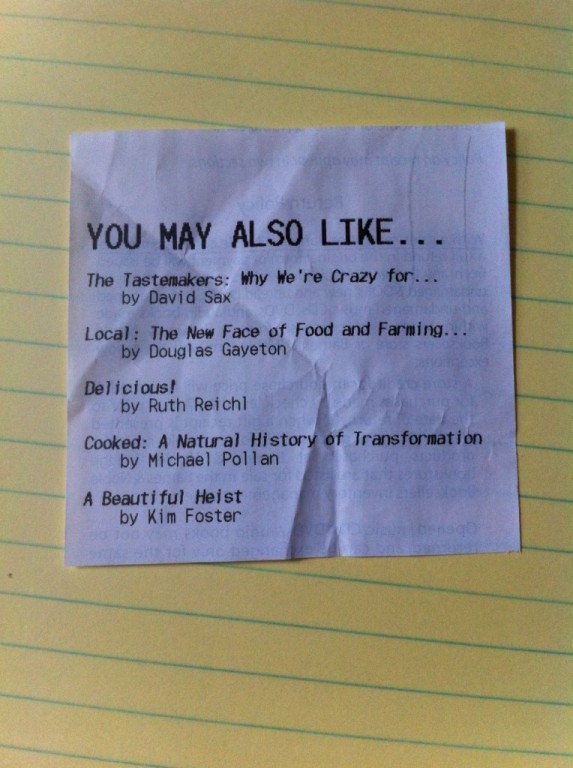 YOU MAY ALSO LIKE...
The Tastemakers: Why We're Crazy for...
by David Sax
Local: The New Face of Food and Farming...
by Douglas Gayeton
Delicious!
by Ruth Reichl
Cooked: A Natural History of Transformation
by Michael Pollan
A Beautiful Heist
by Kim Foster